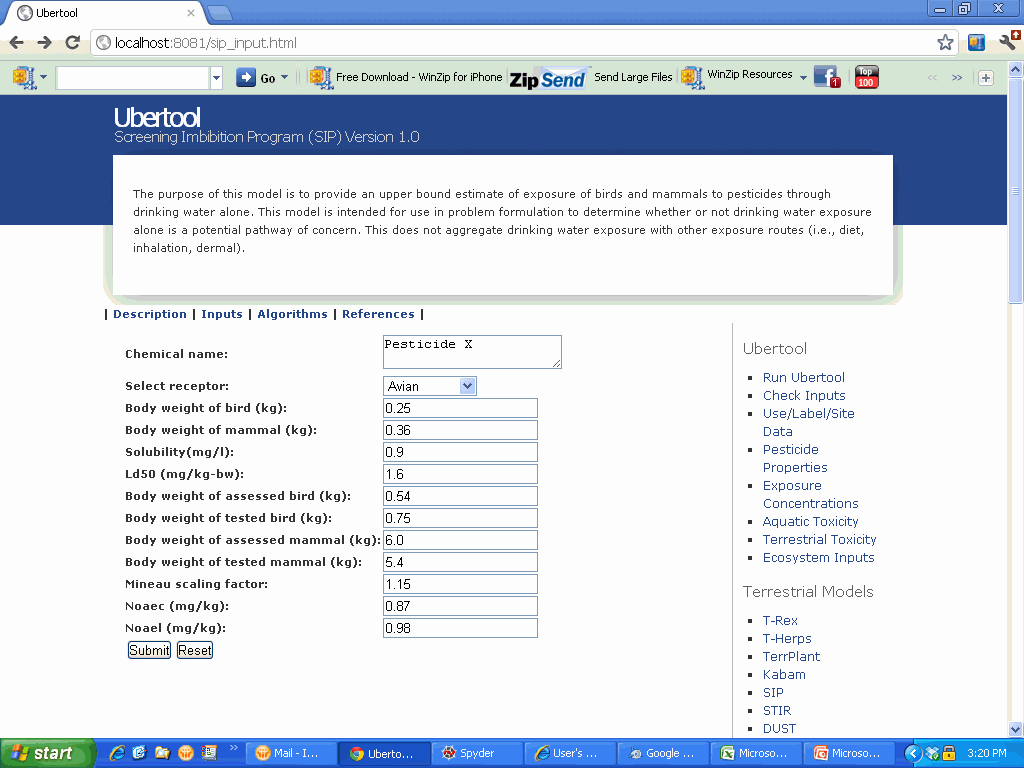 Ubertool
localhost:8081/sip_input.html
Go
Free Download - WinZip for iPhone
ZipSend
Send Large Files
WinZip Resources
1
Top 100
Ubertool
Screening Imbibition Program (SIP) Version 1.0
The purpose of this model is to provide an upper bound estimate of exposure of birds and mammals to pesticides through
drinking water alone. This model is intended for use in problem formulation to determine whether or not drinking water exposure
alone is a potential pathway of concern. This does not aggregate drinking water exposure with other exposure routes (i.e., diet,
inhalation, dermal).
| Description | Inputs | Algorithms | References |
Chemical name: Pesticide X
Select receptor: Avian
Body weight of bird (kg): 0.25
Body weight of mammal (kg): 0.36
Solubility(mg/l): 0.9
Ld50 (mg/kg-bw): 1.6
Body weight of assessed bird (kg): 0.54
Body weight of tested bird (kg): 0.75
Body weight of assessed mammal (kg): 6.0
Body weight of tested mammal (kg): 5.4
Mineau scaling factor: 1.15
Noaec (mg/kg): 0.87
Noael (mg/kg): 0.98
Submit Reset
Ubertool
Run Ubertool
Check Inputs
Use/Label/Site
Data
Pesticide
Properties
Exposure
Concentrations
Aquatic Toxicity
Terrestrial Toxicity
Ecosystem Inputs
Terrestrial Models
T-Rex
T-Herps
TerrPlant
Kabam
SIP
STIR
DUST
start
Mail - I...
Uberto...
Spyder
User's ...
Google ...
Microso...
Microso...
3:20 PM